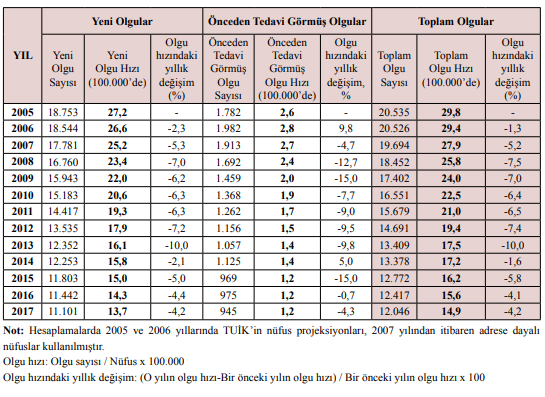 YIL Yeni Olgular Önceden Tedavi Görmüş Olgular Toplam Olgular
Yeni Olgu Sayısı Yeni Olgu Hızı (100.000'de) Olgu hızındaki yıllık değişim (%) Önceden Tedavi Görmüş Olgu Sayısı Önceden Tedavi Görmüş Olgu Hızı (100.000'de) Olgu hızındaki yıllık değişim, % Toplam Olgu Sayısı Toplam Olgu Hızı (100.000'de) Olgu hızındaki yıllık değişim (%)
2005 18.753 27,2 - 1.782 2,6 - 20.535 29,8 -
2006 18.544 26,6 -2,3 1.982 2,8 9,8 20.526 29,4 -1,3
2007 17.781 25,2 -5,3 1.913 2,7 -4,7 19.694 27,9 -5,2
2008 16.760 23,4 -7,0 1.692 2,4 -12,7 18.452 25,8 -7,5
2009 15.943 22,0 -6,2 1.459 2,0 -15,0 17.402 24,0 -7,0
2010 15.183 20,6 -6,3 1.368 1,9 -7,7 16.551 22,5 -6,4
2011 14.417 19,3 -6,3 1.262 1,7 -9,0 15.679 21,0 -6,5
2012 13.535 17,9 -7,2 1.156 1,5 -9,5 14.691 19,4 -7,4
2013 12.352 16,1 -10,0 1.057 1,4 -9,8 13.409 17,5 -10,0
2014 12.253 15,8 -2,1 1.125 1,4 5,0 13.378 17,2 -1,6
2015 11.803 15,0 -5,0 969 1,2 -15,0 12.772 16,2 -5,8
2016 11.442 14,3 -4,4 975 1,2 -0,7 12.417 15,6 -4,1
2017 11.101 13,7 -4,2 945 1,2 -4,3 12.046 14,9 -4,2
Not: Hesaplamalarda 2005 ve 2006 yıllarında TUİK'in nüfus projeksiyonları, 2007 yılından itibaren adrese dayalı
nüfuslar kullanılmıştır.
Olgu hızı: Olgu sayısı / Nüfus x 100.000
Olgu hızındaki yıllık değişim: (O yılın olgu hızı-Bir önceki yılın olgu hızı) / Bir önceki yılın olgu hızı x 100